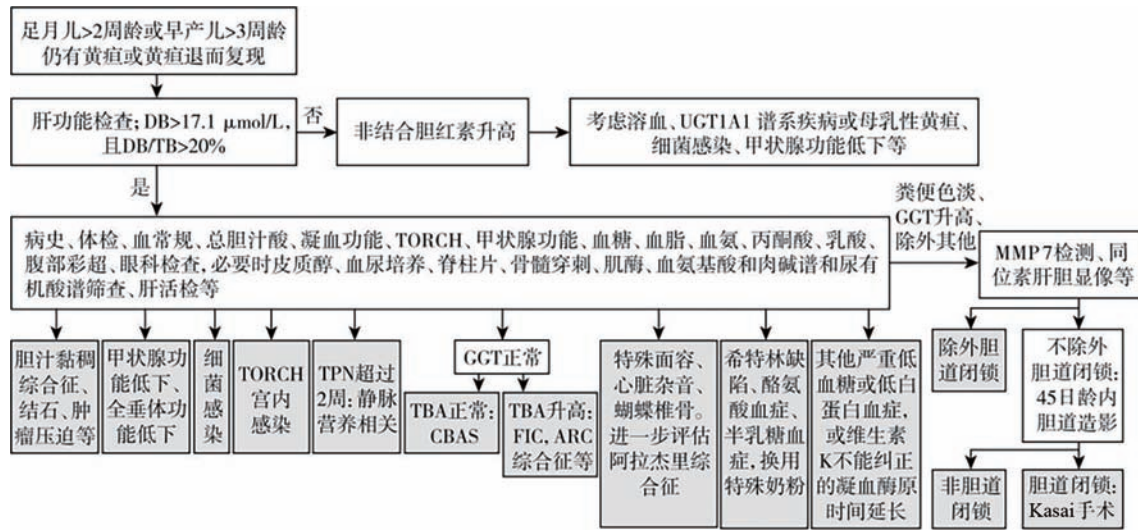 足月儿>2周龄或早产儿>3周龄
仍有黄疸或黄疸退而复现
肝功能检查；DB>17.1 μmol/L,
且DB/TB>20%
否
非结合胆红素升高
考虑溶血、UGT1A1 谱系疾病或母乳性黄疸、
细菌感染、甲状腺功能低下等
是
病史、体检、血常规、总胆汁酸、凝血功能、TORCH、甲状腺功能、血糖、血脂、血氨、丙酮酸、乳酸、
腹部彩超、眼科检查,必要时皮质醇、血尿培养、脊柱片、骨髓穿刺、肌酶、血氨基酸和肉碱谱和尿有
机酸谱筛查、肝活检等
粪便色淡、
GGT升高、
除外其他
MMP7检测、同
位素肝胆显像等
胆汁黏稠
综合征、
结石、肿
瘤压迫等
甲状腺功
能低下、
全垂体功
能低下
细
菌
感
染
TORCH
宫内
感染
TPN超过
2周：静脉
营养相关
GGT正常
TBA正常：
CBAS
TBA升高：
FIC, ARC
综合征等
特殊面容、
心脏杂音、
蝴蝶椎骨。
进一步评估
阿拉杰里综
合征
希特林缺
陷、酪氨
酸血症、
半乳糖血
症，换用
特殊奶粉
其他严重低
血糖或低白
蛋白血症,
或维生素
K不能纠正
的凝血酶原
时间延长
除外胆
道闭锁
不除外
胆道闭锁：
45日龄内
胆道造影
非胆道
闭锁
胆道闭锁：
Kasai手术